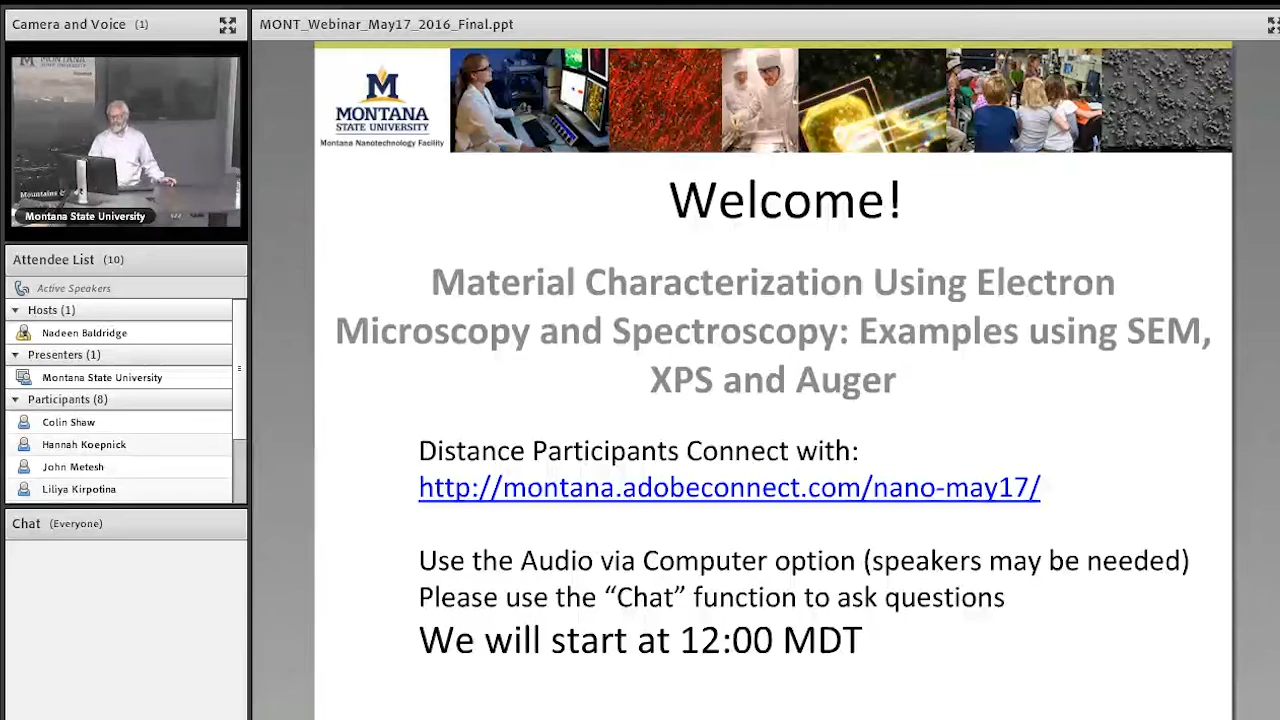 Camera and Voice (1)
MONT_Webinar_May17_2016_Final.ppt
MONTANA
Mountains &
Montana State University
Attendee List (10)
Active Speakers
Hosts (1)
Nadeen Baldridge
Presenters (1)
Montana State University
Participants (8)
Colin Shaw
Hannah Koepnick
John Metesh
Liliya Kirpotina
Chat (Everyone)
M
MONTANA
STATE UNIVERSITY
Montana Nanotechnology Facility
Welcome!
Material Characterization Using Electron
Microscopy and Spectroscopy: Examples using SEM,
XPS and Auger
Distance Participants Connect with:
http://montana.adobeconnect.com/nano-may17/
Use the Audio via Computer option (speakers may be needed)
Please use the “Chat” function to ask questions
We will start at 12:00 MDT